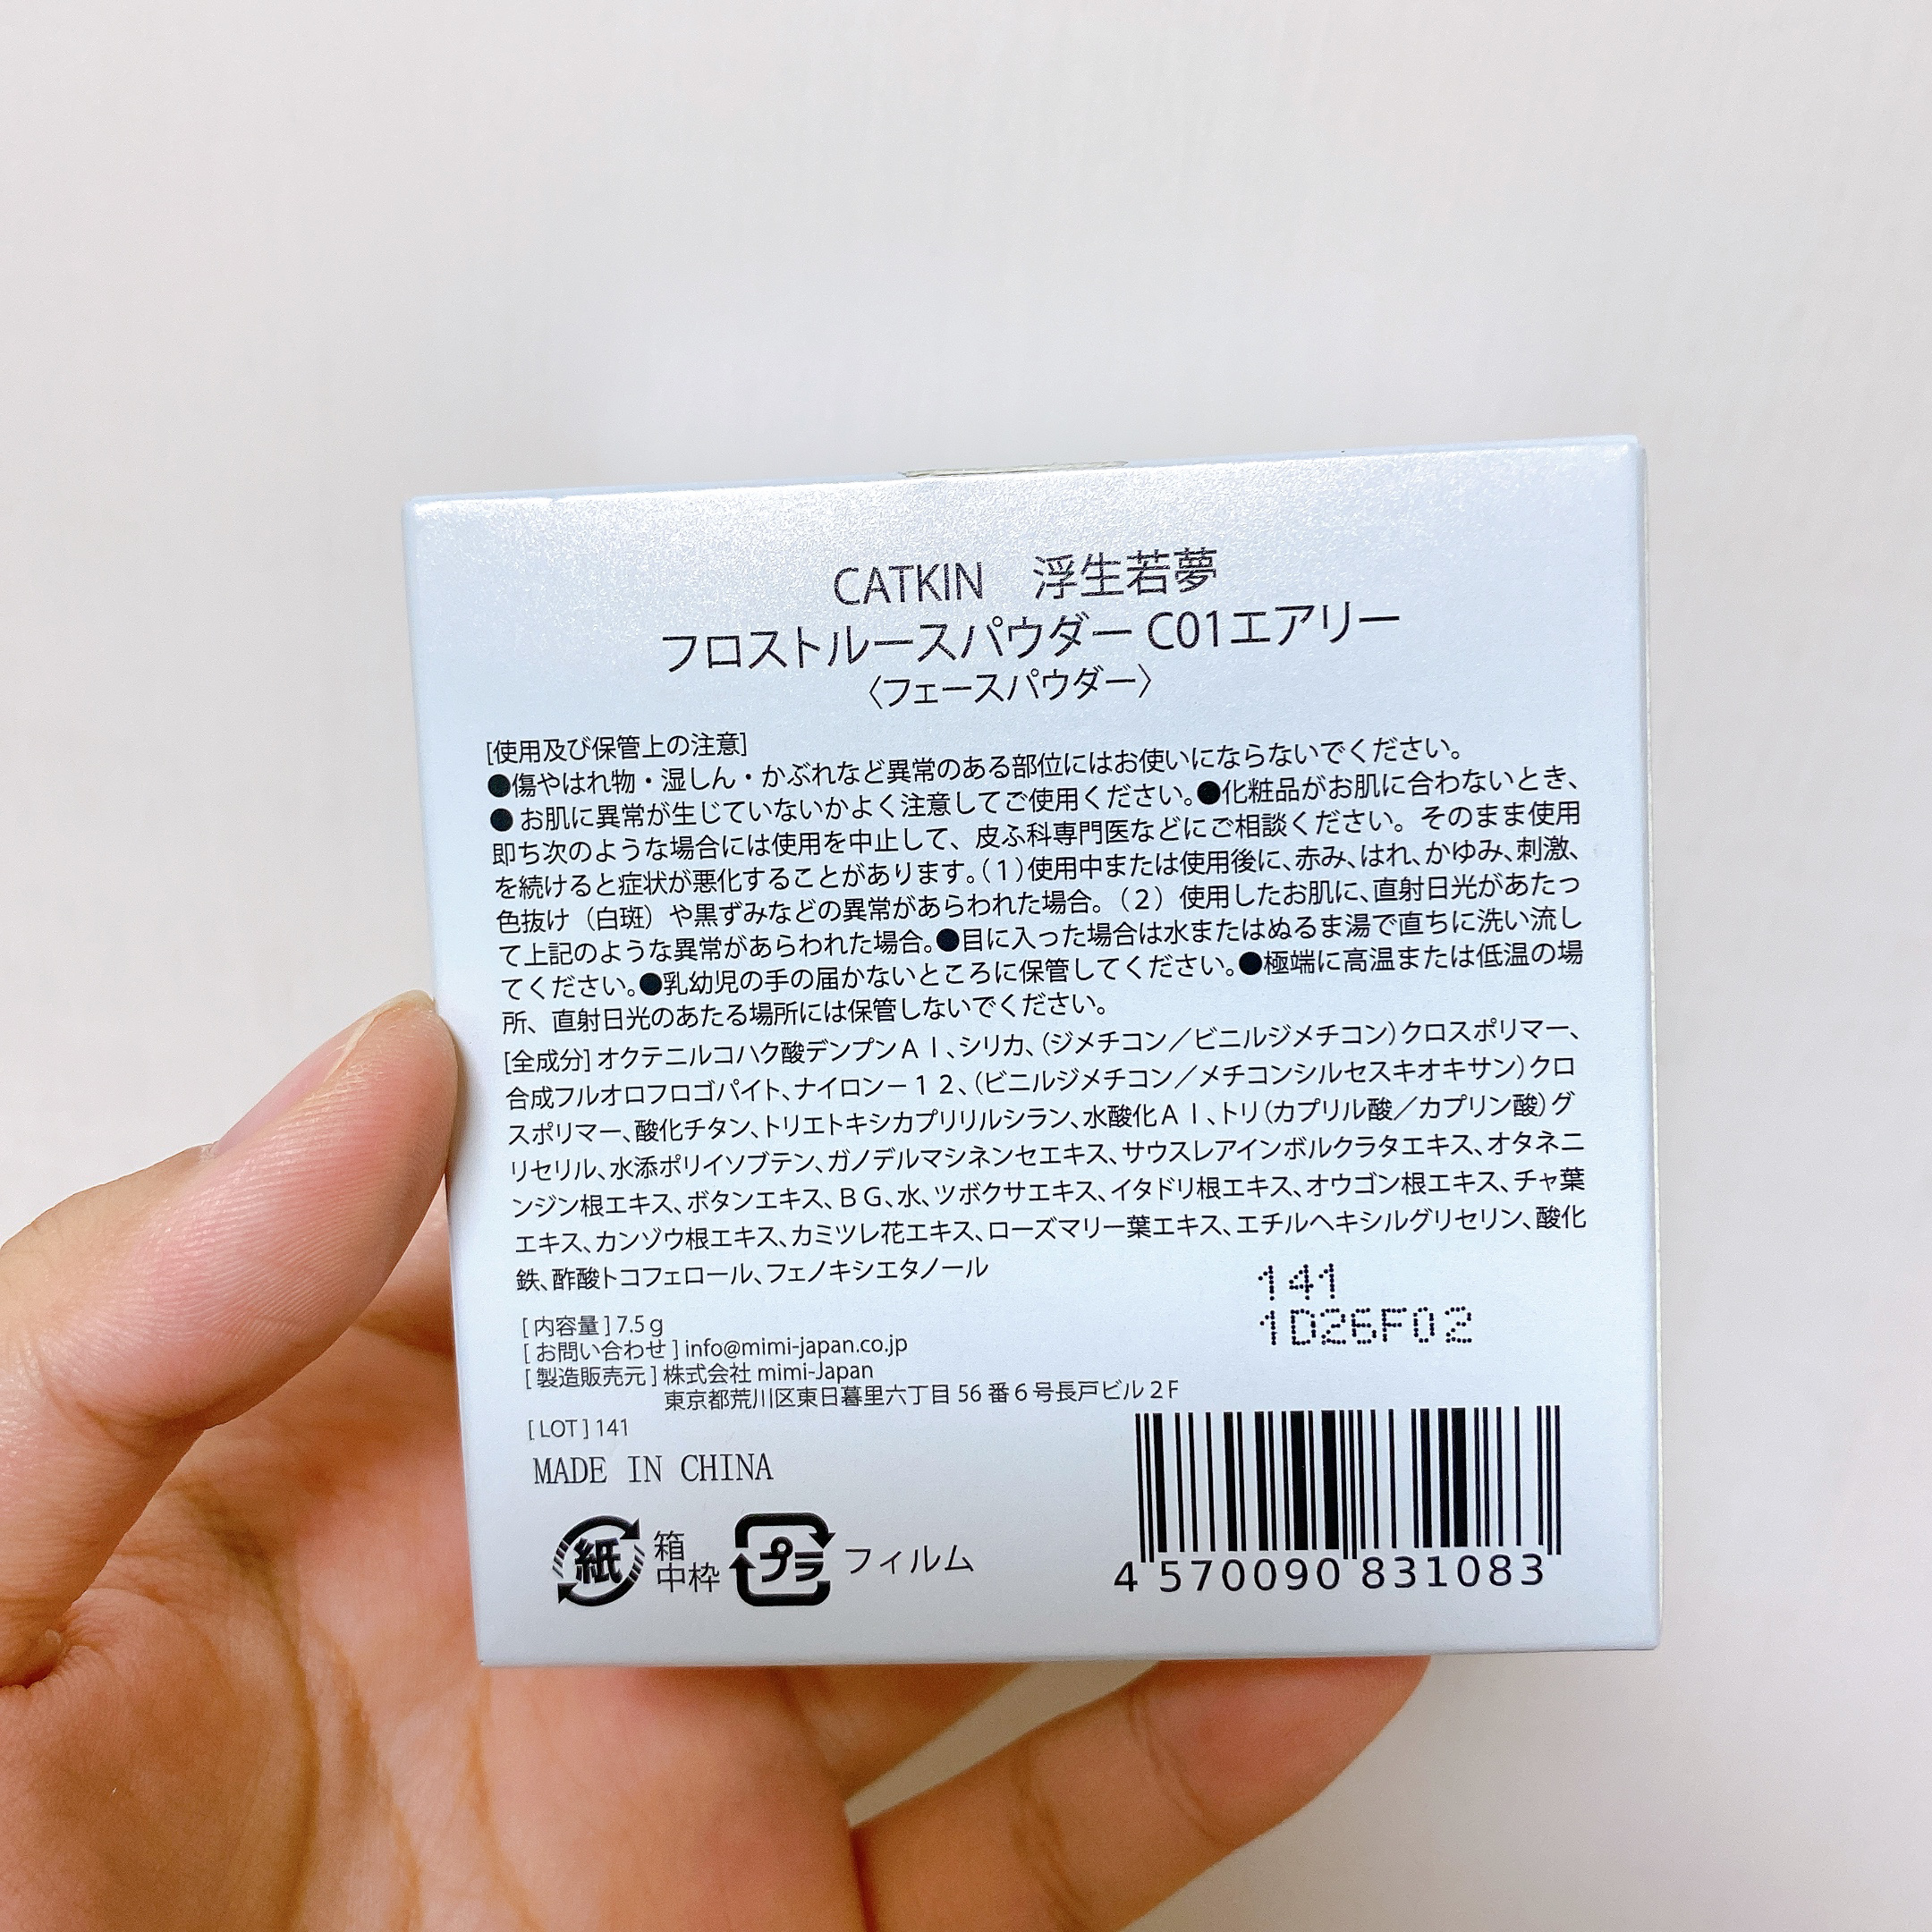 CATKIN　浮生若夢
フロストルースパウダー C01エアリー
〈フェースパウダー〉
[使用及び保管上の注意]
●傷やはれ物・湿しん・かぶれなど異常のある部位にはお使いにならないでください。
● お肌に異常が生じていないかよく注意してご使用ください。●化粧品がお肌に合わないとき、
即ち次のような場合には使用を中止して、皮ふ科専門医などにご相談ください。そのまま使用
を続けると症状が悪化することがあります。(1)使用中または使用後に、赤み、はれ、かゆみ、刺激、
色抜け（白斑）や黒ずみなどの異常があらわれた場合。（2）使用したお肌に、直射日光があたっ
て上記のような異常があらわれた場合。●目に入った場合は水またはぬるま湯で直ちに洗い流し
てください。●乳幼児の手の届かないところに保管してください。●極端に高温または低温の場
所、直射日光のあたる場所には保管しないでください。
[全成分] オクテニルコハク酸デンプンＡｌ、シリカ、（ジメチコン／ビニルジメチコン）クロスポリマー、
合成フルオロフロゴパイト、ナイロン－１２、（ビニルジメチコン／メチコンシルセスキオキサン）クロ
スポリマー、酸化チタン、トリエトキシカプリリルシラン、水酸化Ａｌ、トリ（カプリル酸／カプリン酸）グ
リセリル、水添ポリイソブテン、ガノデルマシネンセエキス、サウスレアインボルクラタエキス、オタネニ
ンジン根エキス、ボタンエキス、ＢＧ、水、ツボクサエキス、イタドリ根エキス、オウゴン根エキス、チャ葉
エキス、カンゾウ根エキス、カミツレ花エキス、ローズマリー葉エキス、エチルヘキシルグリセリン、酸化
鉄、酢酸トコフェロール、フェノキシエタノール
141
1D26F02
[ 内容量 ] 7.5ｇ
[ お問い合わせ ] info@mimi-japan.co.jp
[ 製造販売元 ] 株式会社 mimi-Japan
東京都荒川区東日暮里六丁目 56 番 6 号長戸ビル 2F
[ LOT ] 141
MADE IN CHINA
紙 箱
中枠
プラ フィルム
4 570090 831083